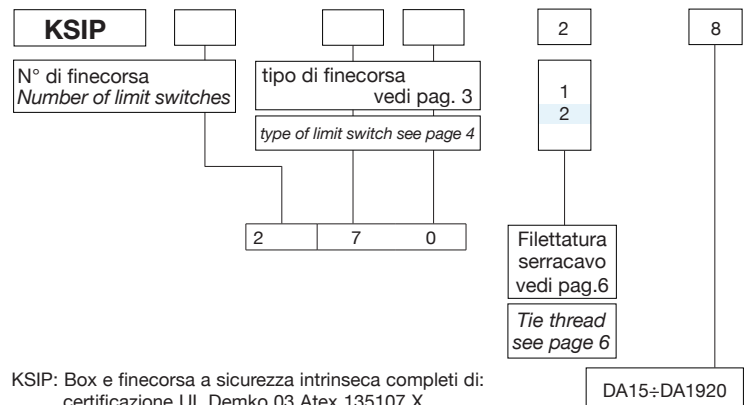 KSIP 2 8
N° di finecorsa
Number of limit switches
tipo di finecorsa
vedi pag. 3
type of limit switch see page 4
1
2
2 7 0
Filettatura
serracavo
vedi pag.6
Tie thread
see page 6
DA15÷DA1920
KSIP: Box e finecorsa a sicurezza intrinseca completi di:
certificazione UL Demko 03 Atex 135107 X